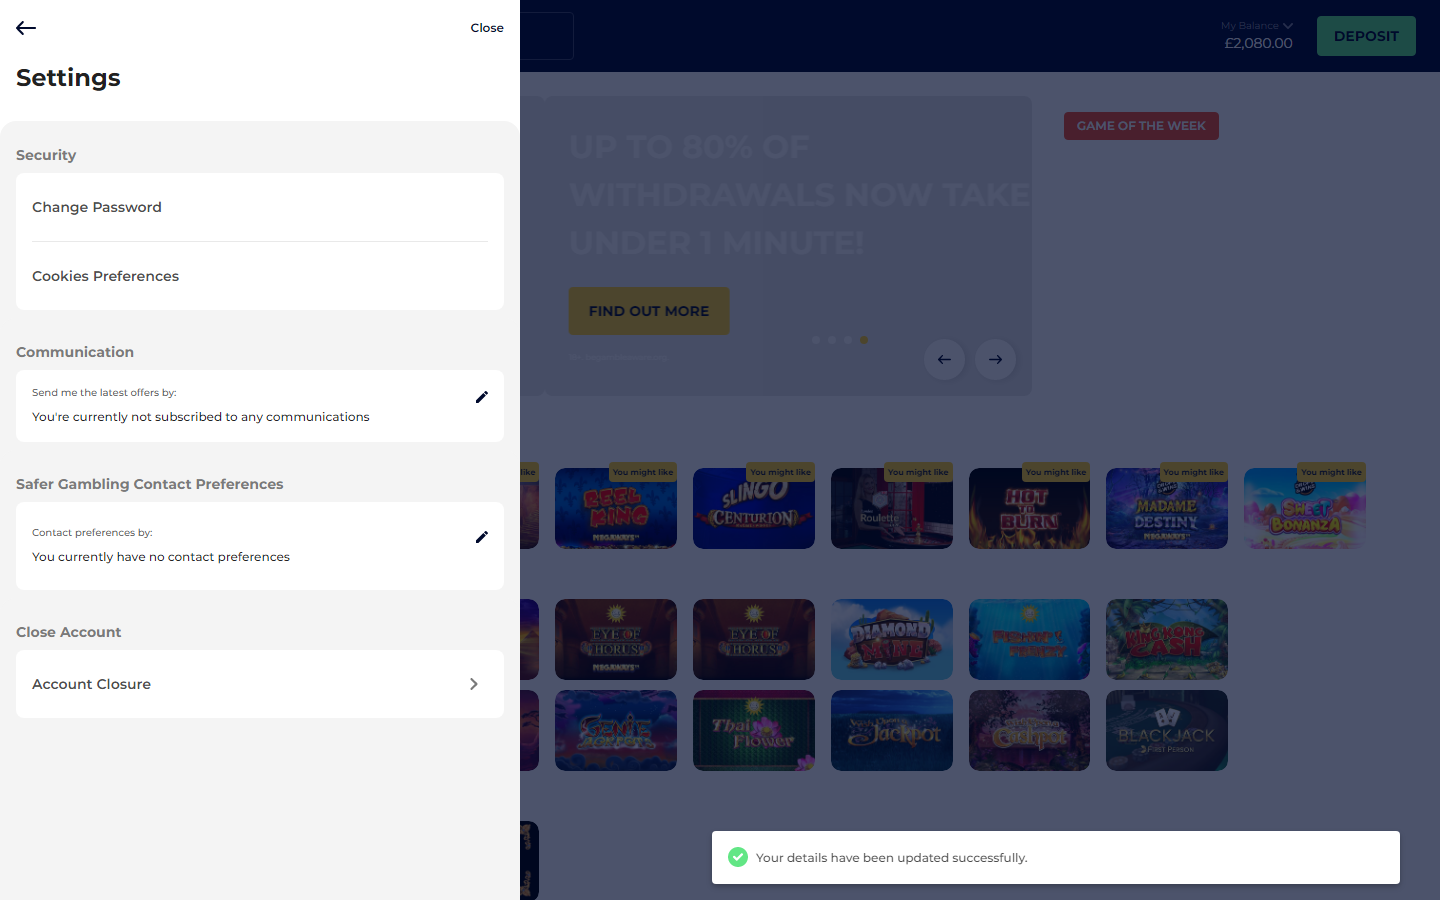 Close
Settings
Security
Change Password
Cookies Preferences
Communication
Send me the latest offers by:
You're currently not subscribed to any communications
Safer Gambling Contact Preferences
Contact preferences by:
You currently have no contact preferences
Close Account
Account Closure
My Balance
£2,080.00
DEPOSIT
UP TO 80% OF
WITHDRAWALS NOW TAKE
UNDER 1 MINUTE!
FIND OUT MORE
GAME OF THE WEEK
like
You might like
You might like
You might like
You might like
You might like
You might like
REEL KING MEGAWAYS
SLINGO CENTURION
Roulette
HOT TO BURN
MADAME DESTINY MEGAWAYS
SWEET BONANZA
EYE OF HORUS MEGAWAYS
EYE OF HORUS
DIAMOND MINE
FISHIN' FRENZY
KING KONG CASH
GENIE JACKPOTS
Thai Flower
Jackpot
BLACKJACK
FIRST PERSON
Your details have been updated successfully.